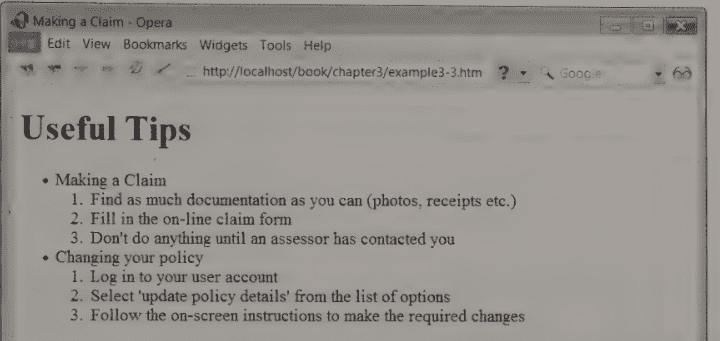 Making a Claim - Opera
Edit View Bookmarks Widgets Tools Help
http://localhost/book/chapter3/example3-3.htm ? Google
Useful Tips
• Making a Claim
1. Find as much documentation as you can (photos, receipts etc.)
2. Fill in the on-line claim form
3. Don't do anything until an assessor has contacted you
• Changing your policy
1. Log in to your user account
2. Select 'update policy details' from the list of options
3. Follow the on-screen instructions to make the required changes